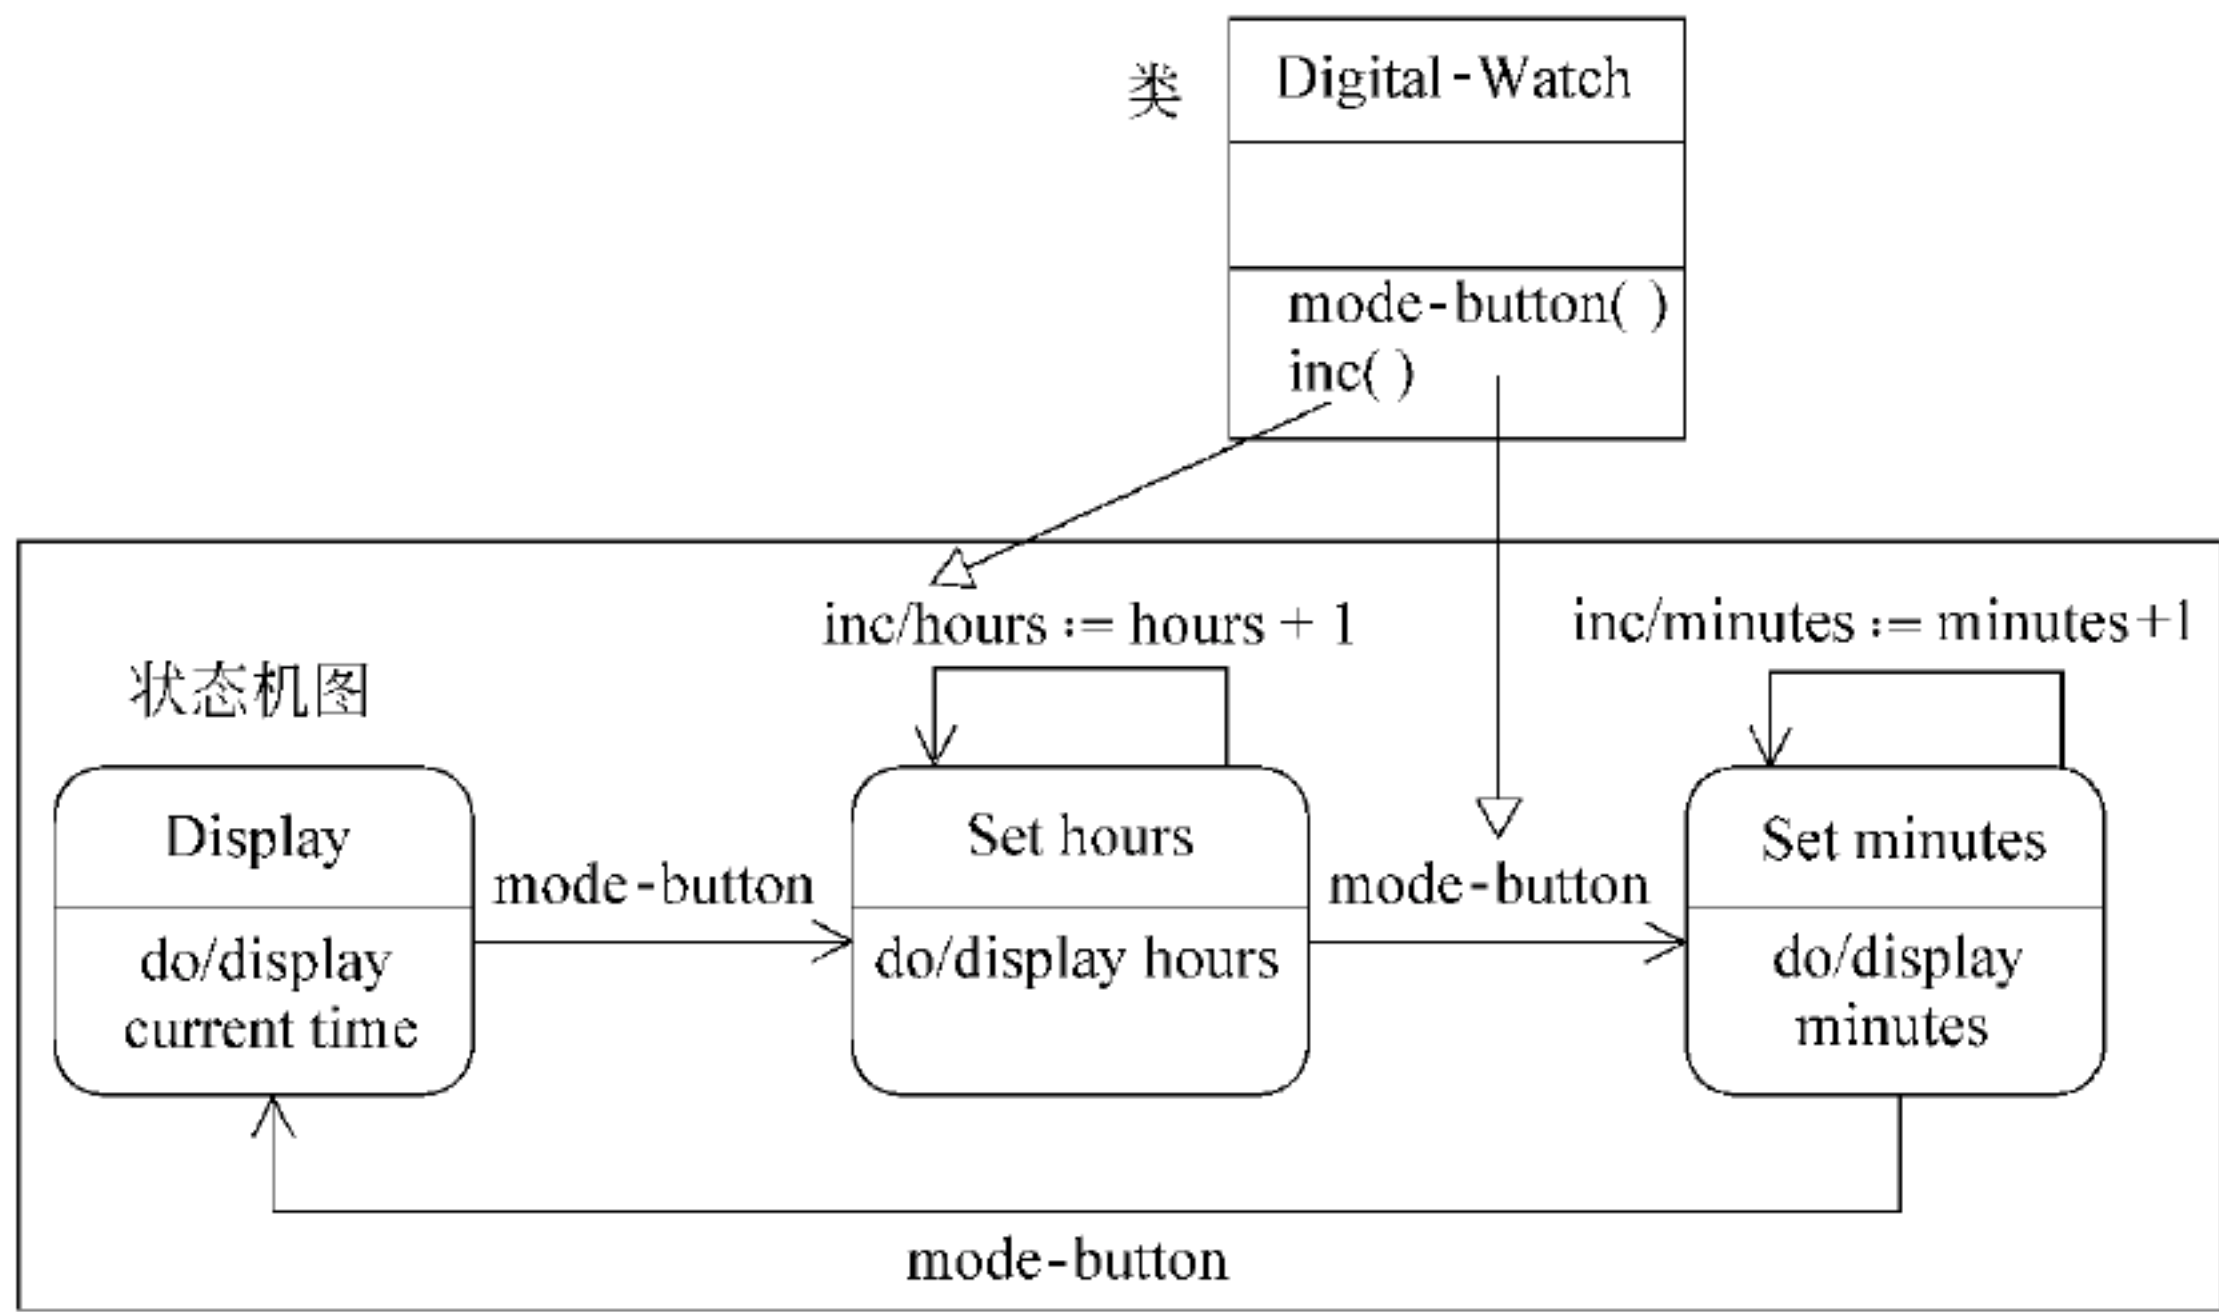 类
Digital-Watch
mode-button( )
inc( )
inc/hours := hours + 1
inc/minutes := minutes+1
状态机图
Display
do/display
current time
mode-button
Set hours
do/display hours
mode-button
Set minutes
do/display
minutes
mode-button